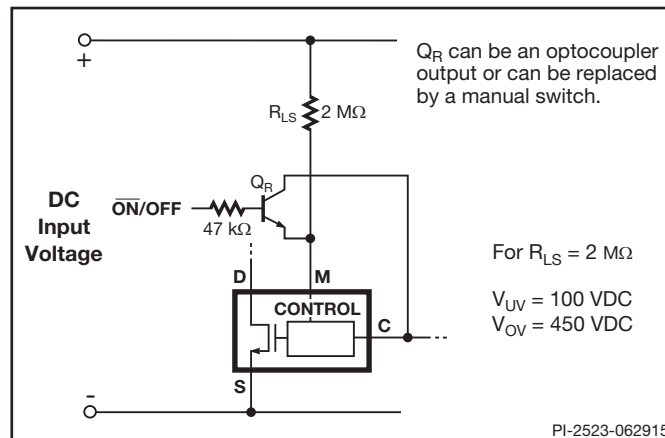 +
Q_R can be an optocoupler
output or can be replaced
by a manual switch.
R_LS
2 MΩ
Q_R
DC
Input
Voltage
ON/OFF
47 kΩ
For R_LS = 2 MΩ
V_UV = 100 VDC
V_OV = 450 VDC
D
M
CONTROL
C
S
-
PI-2523-062915